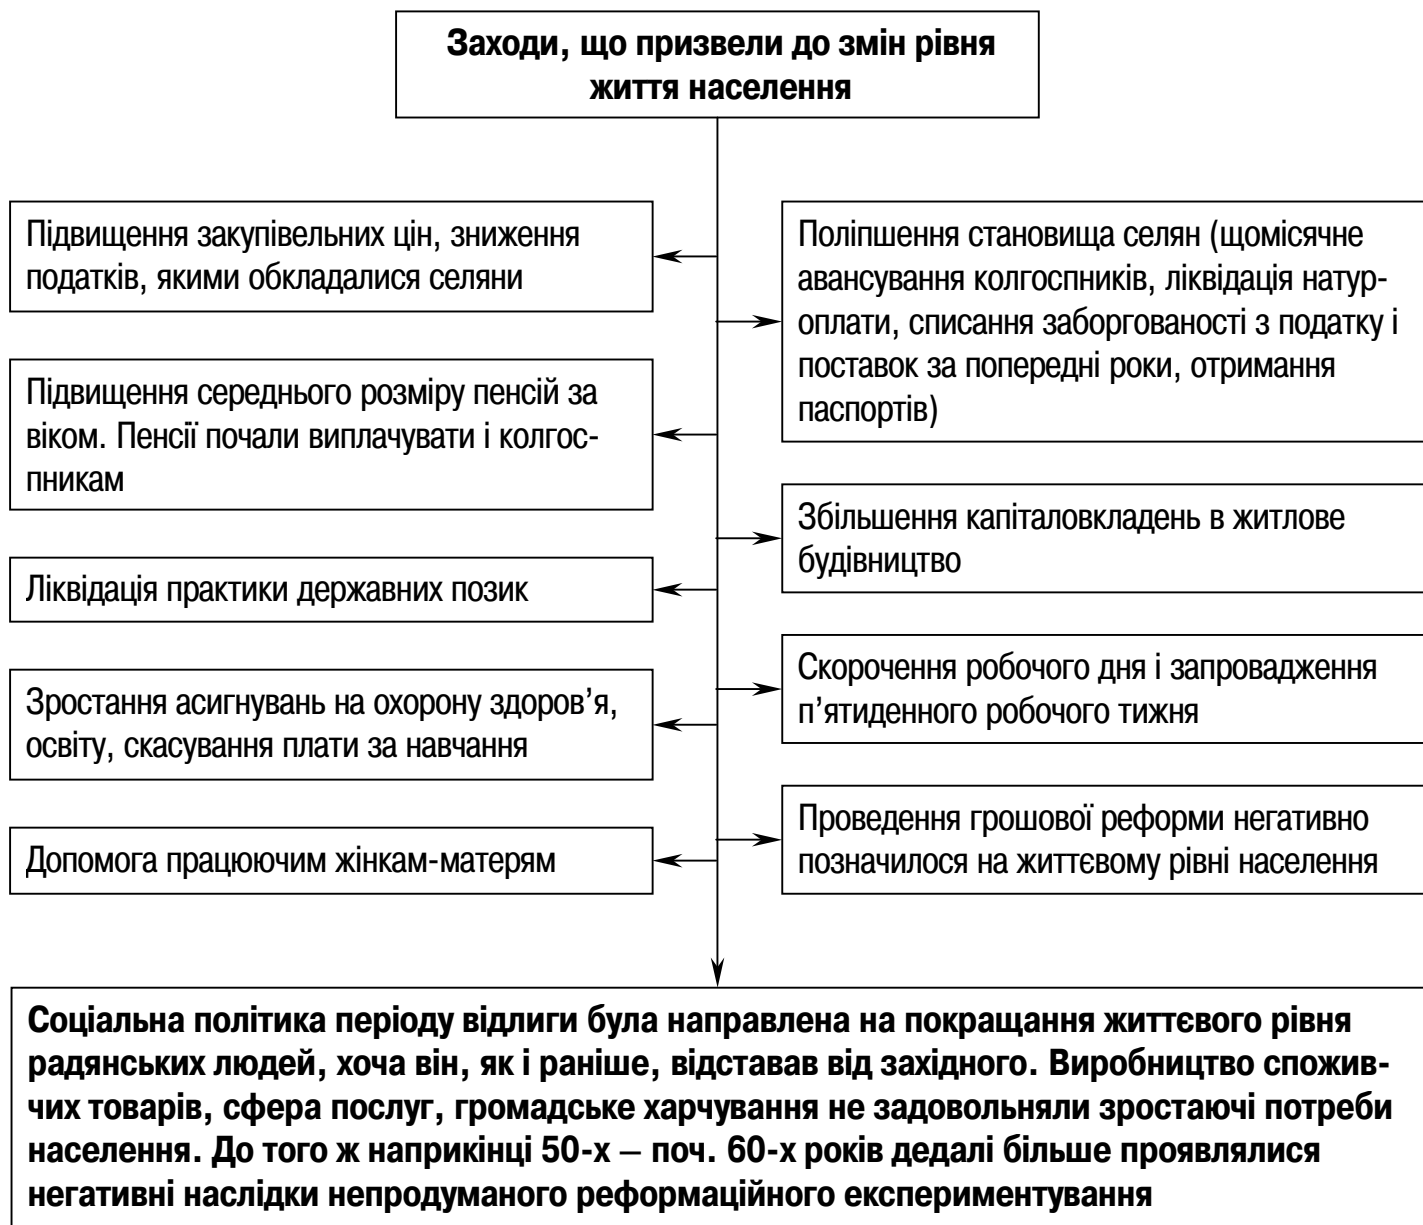 Заходи, що призвели до змін рівня
життя населення
Підвищення закупівельних цін, зниження
податків, якими обкладалися селяни
Підвищення середнього розміру пенсій за
віком. Пенсії почали виплачувати і колгос-
пникам
Ліквідація практики державних позик
Зростання асигнувань на охорону здоров’я,
освіту, скасування плати за навчання
Допомога працюючим жінкам-матерям
Поліпшення становища селян (щомісячне
авансування колгоспників, ліквідація натур-
оплати, списання заборгованості з податку і
поставок за попередні роки, отримання
паспортів)
Збільшення капіталовкладень в житлове
будівництво
Скорочення робочого дня і запровадження
п’ятиденного робочого тижня
Проведення грошової реформи негативно
позначилося на життєвому рівні населення
Соціальна політика періоду відлиги була направлена на покращання життєвого рівня
радянських людей, хоча він, як і раніше, відставав від західного. Виробництво спожив-
чих товарів, сфера послуг, громадське харчування не задовольняли зростаючі потреби
населення. До того ж наприкінці 50-х – поч. 60-х років дедалі більше проявлялися
негативні наслідки непродуманого реформаційного експериментування